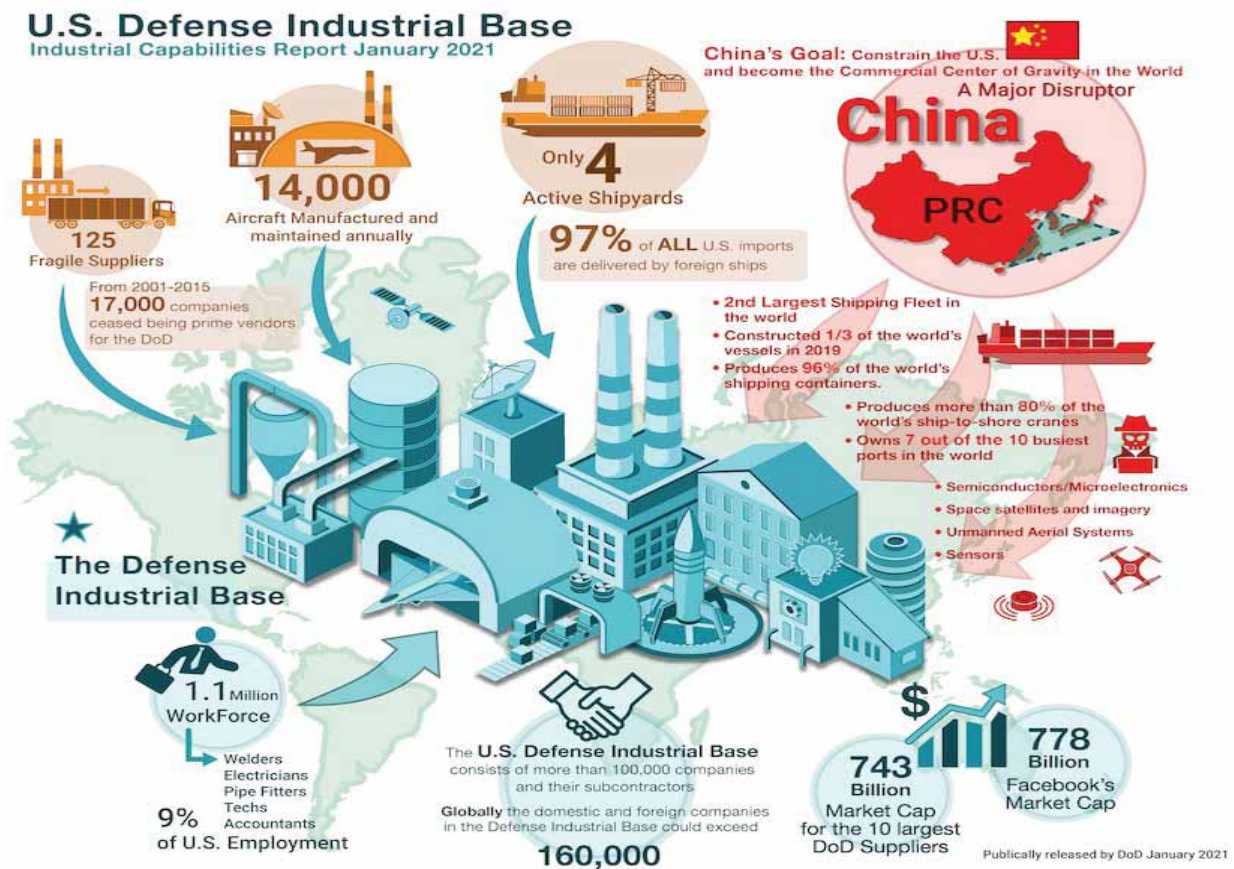 U.S. Defense Industrial Base
Industrial Capabilities Report January 2021
125
Fragile Suppliers
From 2001-2015
17,000 companies
ceased being prime vendors
for the DoD
14,000
Aircraft Manufactured and
maintained annually
Only 4
Active Shipyards
97% of ALL U.S. imports
are delivered by foreign ships
China's Goal: Constrain the U.S.
and become the Commercial Center of Gravity in the World
A Major Disruptor
China
PRC
• 2nd Largest Shipping Fleet in
the world
• Constructed 1/3 of the world's
vessels in 2019
• Produces 96% of the world's
shipping containers.
• Produces more than 80% of the
world's ship-to-shore cranes
• Owns 7 out of the 10 busiest
ports in the world
• Semiconductors/Microelectronics
• Space satellites and imagery
• Unmanned Aerial Systems
• Sensors
The Defense
Industrial Base
1.1 Million
WorkForce
Welders
Electricians
Pipe Fitters
Techs
Accountants
9%
of U.S. Employment
The U.S. Defense Industrial Base
consists of more than 100,000 companies
and their subcontractors
Globally the domestic and foreign companies
in the Defense Industrial Base could exceed
160,000
$
743
Billion
Market Cap
for the 10 largest
DoD Suppliers
778
Billion
Facebook's
Market Cap
Publically released by DoD January 2021